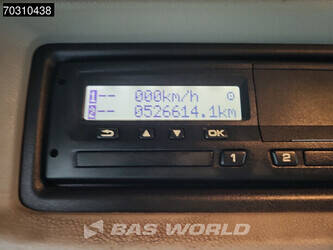 70310438
1-- 000km/h
2-- 0526614.1km
OK
1 2
BAS WORLD